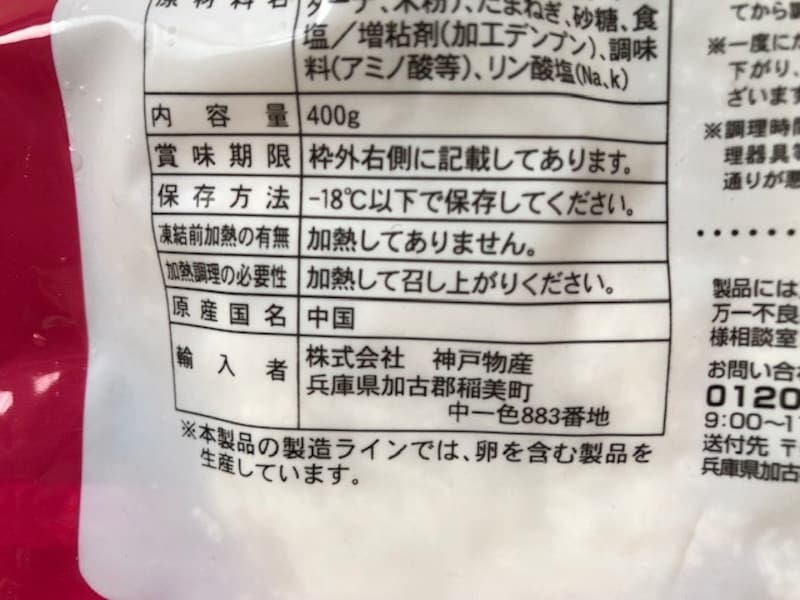 原材料名
ターチ、米粉)、たまねぎ、砂糖、食
塩／増粘剤(加工デンプン)、調味
料(アミノ酸等)、リン酸塩(Na、k)
内容量 400g
賞味期限 枠外右側に記載してあります。
保存方法 -18℃以下で保存してください。
凍結前加熱の有無 加熱してありません。
加熱調理の必要性 加熱して召し上がりください。
原産国名 中国
輸入者 株式会社 神戸物産
兵庫県加古郡稲美町
中一色883番地
※本製品の製造ラインでは、卵を含む製品を
生産しています。
てから調
※一度にた
下がり、
ざいます
※調理時間
理器具等
通りが悪
製品には
万一不良
様相談室
お問い合わ
0120
9:00〜1
送付先 〒
兵庫県加古